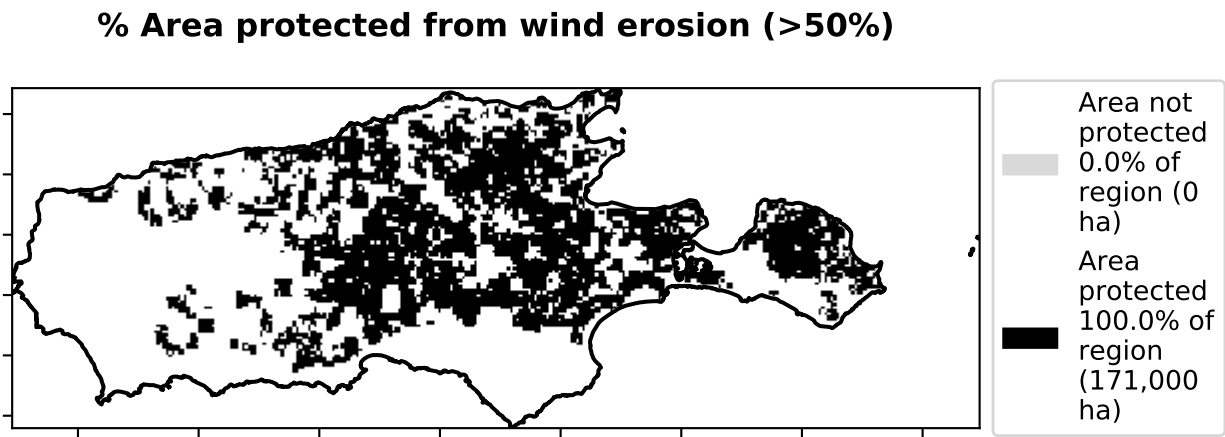 % Area protected from wind erosion (>50%)
Area not
protected
0.0% of
region (0
ha)
Area
protected
100.0% of
region
(171,000
ha)